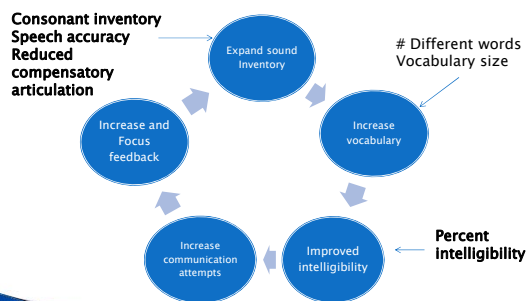 Consonant inventory
Speech accuracy
Reduced
compensatory
articulation
Expand sound
Inventory
# Different words
Vocabulary size
Increase and
Focus
feedback
Increase
vocabulary
Increase
communication
attempts
Improved
intelligibility
Percent
intelligibility